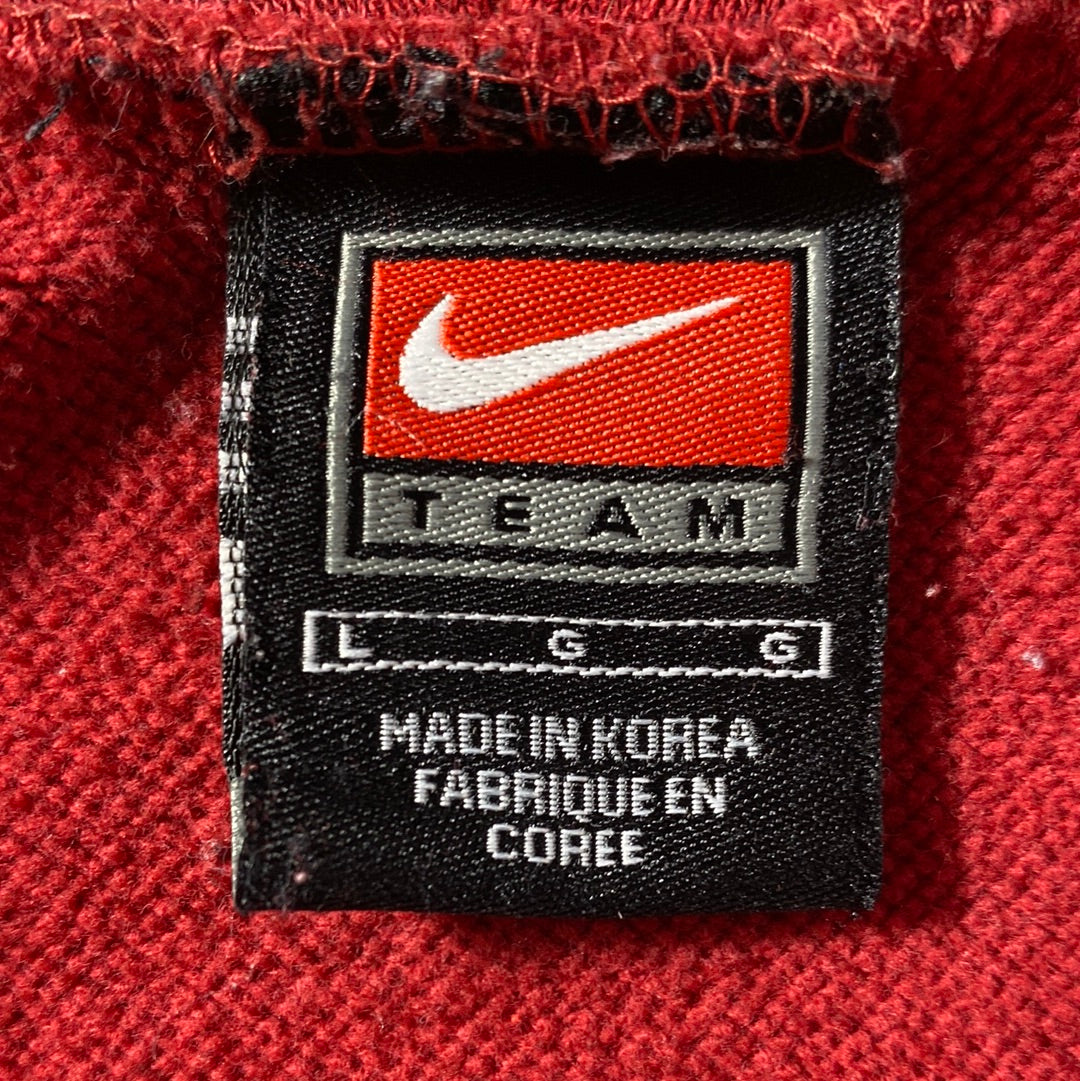 TEAM
L G G
MADE IN KOREA
FABRIQUE EN
COREE